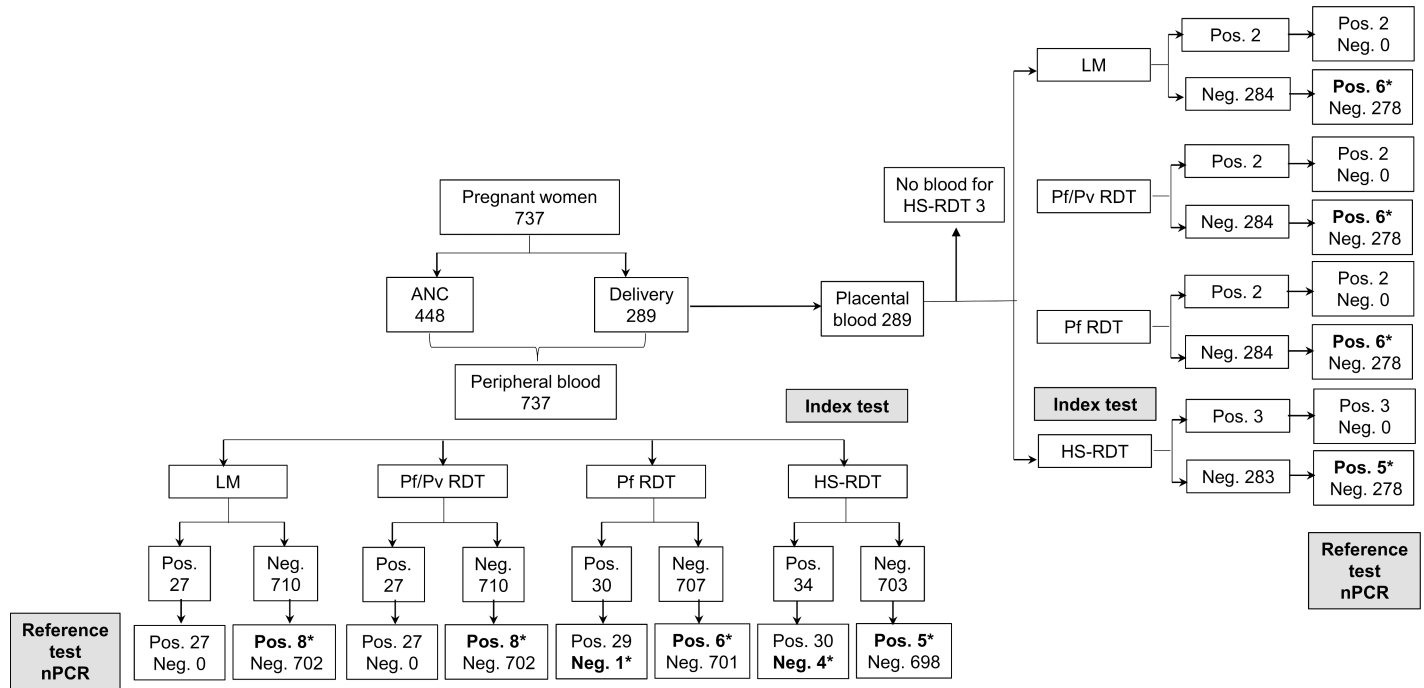 Pregnant women
737
ANC
448
Delivery
289
Peripheral blood
737
Placental
blood 289
No blood for
HS-RDT 3
Index test
LM
Pos.
27
Neg.
710
Pos. 27
Neg. 0
Pos. 8*
Neg. 702
Pf/Pv RDT
Pos.
27
Neg.
710
Pos. 27
Neg. 0
Pos. 8*
Neg. 702
Pf RDT
Pos.
30
Neg.
707
Pos. 29
Neg. 1*
Pos. 6*
Neg. 701
HS-RDT
Pos.
34
Neg.
703
Pos. 30
Neg. 4*
Pos. 5*
Neg. 698
Reference
test
nPCR
LM
Pos. 2
Pos. 2
Neg. 0
Neg. 284
Pos. 6*
Neg. 278
Pf/Pv RDT
Pos. 2
Pos. 2
Neg. 0
Neg. 284
Pos. 6*
Neg. 278
Pf RDT
Pos. 2
Pos. 2
Neg. 0
Neg. 284
Pos. 6*
Neg. 278
Index test
HS-RDT
Pos. 3
Pos. 3
Neg. 0
Neg. 283
Pos. 5*
Neg. 278
Reference
test
nPCR